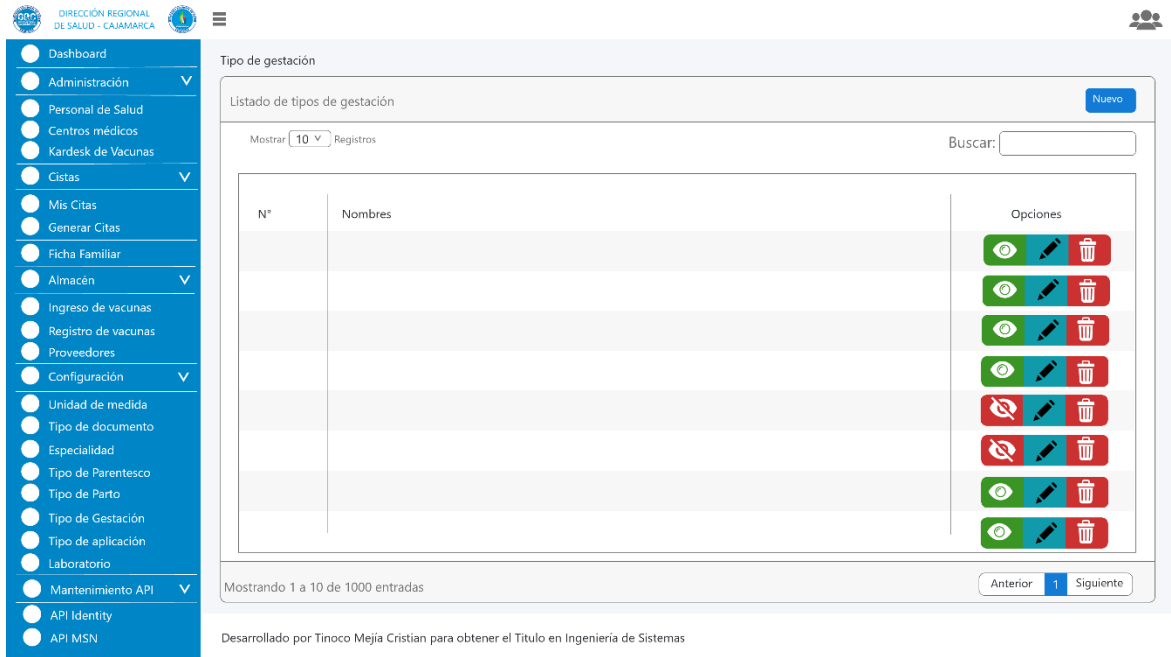 DIRECCIÓN REGIONAL
DE SALUD - CAJAMARCA
Dashboard
Administración
Personal de Salud
Centros médicos
Kardesk de Vacunas
Cistas
Mis Citas
Generar Citas
Ficha Familiar
Almacén
Ingreso de vacunas
Registro de vacunas
Proveedores
Configuración
Unidad de medida
Tipo de documento
Especialidad
Tipo de Parentesco
Tipo de Parto
Tipo de Gestación
Tipo de aplicación
Laboratorio
Mantenimiento API
API Identity
API MSN
Tipo de gestación
Listado de tipos de gestación
Nuevo
Mostrar 10 Registros
Buscar:
N° Nombres Opciones
Mostrando 1 a 10 de 1000 entradas
Anterior 1 Siguiente
Desarrollado por Tinoco Mejía Cristian para obtener el Titulo en Ingeniería de Sistemas